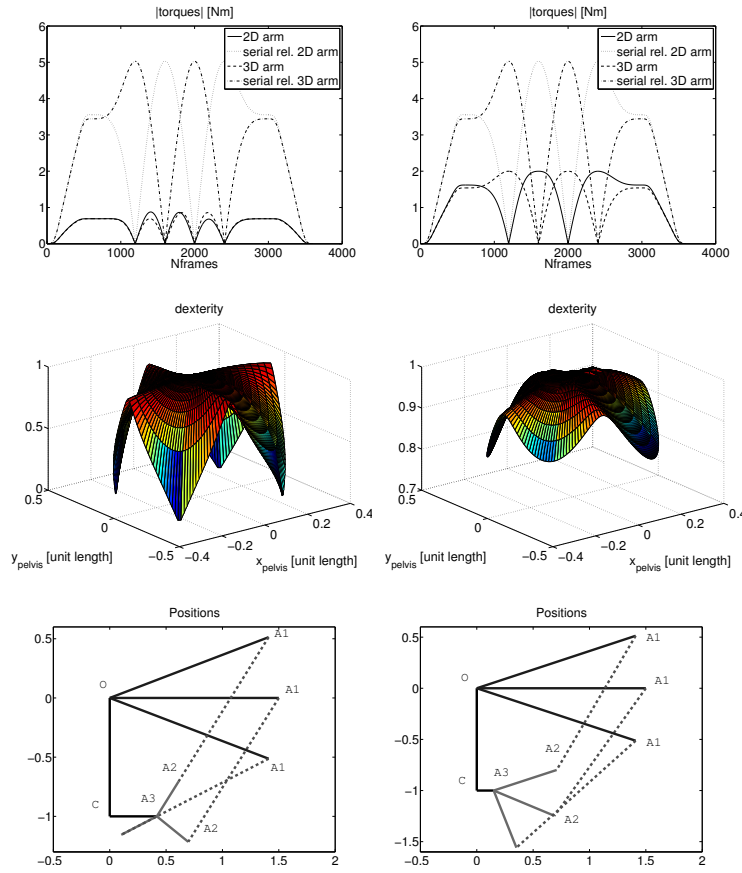 |torques| [Nm]
6
5
4
3
2
1
0
0
1000
2000
3000
4000
Nframes
2D arm
serial rel. 2D arm
3D arm
serial rel. 3D arm
|torques| [Nm]
6
5
4
3
2
1
0
0
1000
2000
3000
4000
Nframes
2D arm
serial rel. 2D arm
3D arm
serial rel. 3D arm
dexterity
1
0.5
0
0.5
0
−0.5
y_pelvis [unit length]
−0.4
−0.2
0
0.2
0.4
x_pelvis [unit length]
dexterity
1
0.9
0.8
0.7
0.5
0
−0.5
y_pelvis [unit length]
−0.4
−0.2
0
0.2
0.4
x_pelvis [unit length]
Positions
0.5
0
−0.5
−1
−0.5
0
0.5
1
1.5
2
A1
O
A1
A2
C
A3
A2
Positions
0.5
0
−0.5
−1
−1.5
−0.5
0
0.5
1
1.5
2
A1
O
A1
A1
A2
C
A3
A2